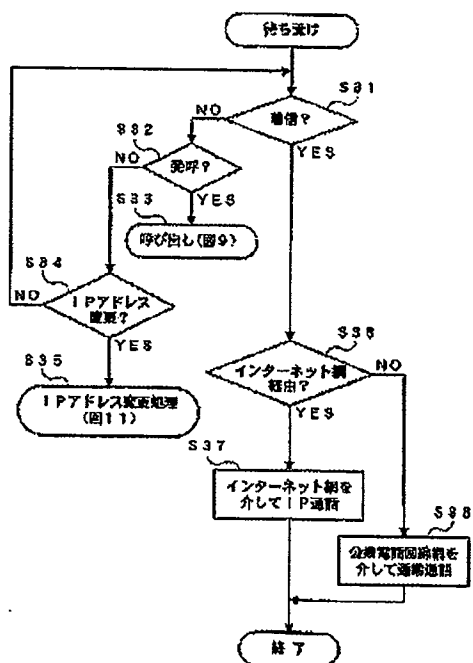 待ち受け
S31
着信?
NO
YES
S32
発呼?
NO
YES
S33
呼び出し(図9)
S34
IPアドレス
変更?
NO
YES
S35
IPアドレス変更処理
(図11)
S36
インターネット網
経由?
NO
YES
S37
インターネット網を
介してIP通話
S38
公衆電話回線網を
介して通常通話
終了